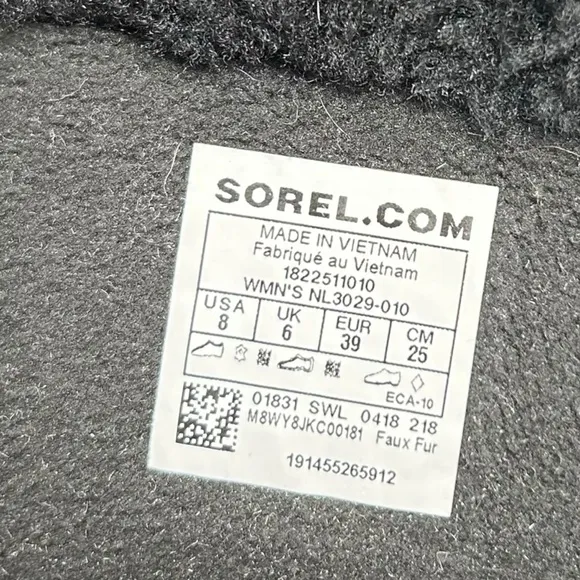 SOREL.COM
MADE IN VIETNAM
Fabriqué au Vietnam
1822511010
WMN'S NL3029-010
USA UK EUR CM
8 6 39 25
ECA-10
01831 SWL 0418 218
M8WY8JKC00181 Faux Fur
191455265912